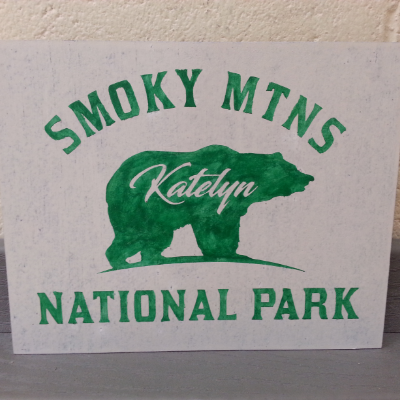 SMOKY MTNS
Katelyn
NATIONAL PARK